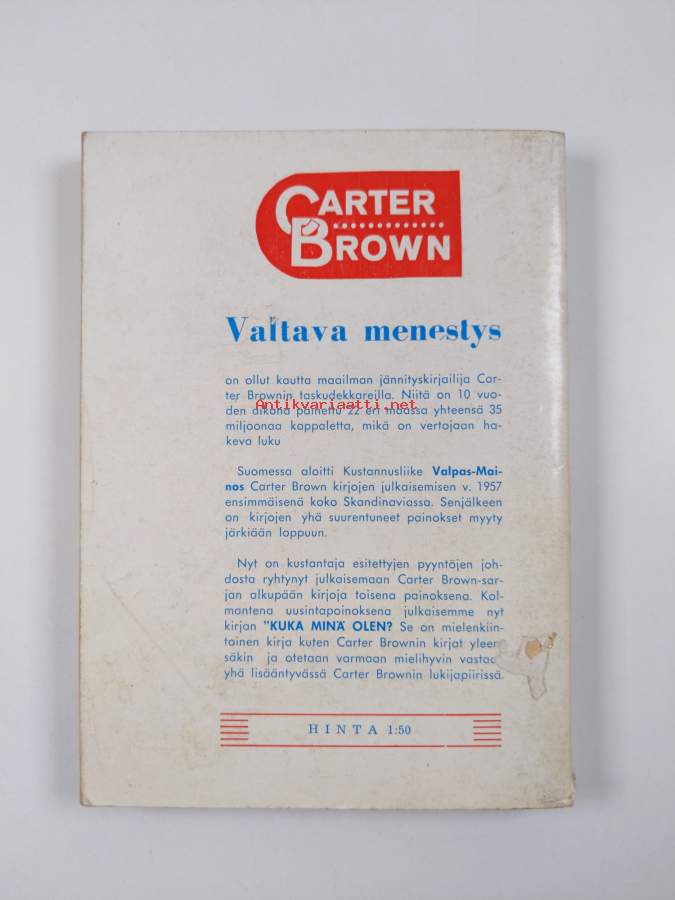 CARTER
BROWN
Valtava menestys
on ollut kautta maailman jännityskirjailija Car-
ter Brownin taskudekkareilla. Niitä on 10 vuo-
Antikvariaatti.net
den aikana painettu 22 eri maassa yhteensä 35
miljoonaa kappaletta, mikä on vertojaan ha-
keva luku
Suomessa aloitti Kustannusliike Valpas-Mai-
nos Carter Brown kirjojen julkaisemisen v. 1957
ensimmäisenä koko Skandinaviassa. Senjälkeen
on kirjojen yhä suurentuneet painokset myyty
järkiään loppuun.
Nyt on kustantaja esitettyjen pyyntöjen joh-
dosta ryhtynyt julkaisemaan Carter Brown-sar-
jan alkupään kirjoja toisena painoksena. Kol-
mantena uusintapainoksena julkaisemme nyt
kirjan "KUKA MINÄ OLEN? Se on mielenkiin-
toinen kirja kuten Carter Brownin kirjat yleen
säkin ja otetaan varmaan mielihyvin vastaa
yhä lisääntyvässä Carter Brownin lukijapiirissä.
HINTA 1:50